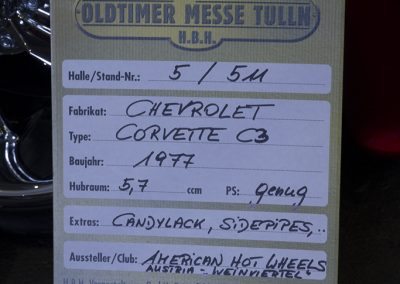 OLDTIMER MESSE TULLN
H.B.H.
Halle/Stand-Nr.: 5 / 511
Fabrikat: CHEVROLET
Type: CORVETTE C3
Baujahr: 1977
Hubraum: 5,7 ccm PS: genug
Extras: CANDYLACK, SIDEPIPES,..
Aussteller/Club: AMERICAN HOT WHEELS
AUSTRIA - "WEINVIERTEL"